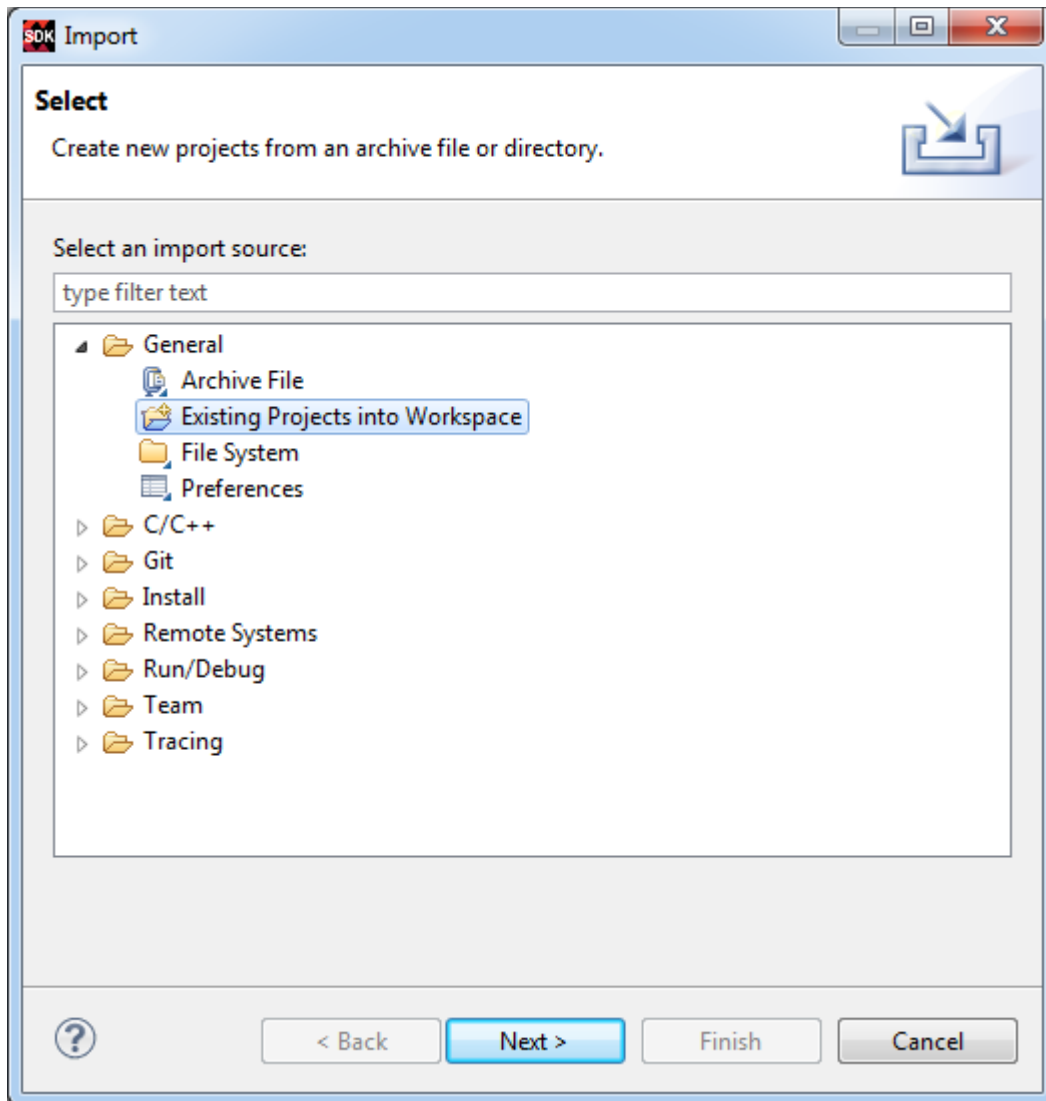 SDK Import
Select
Create new projects from an archive file or directory.
Select an import source:
type filter text
General
Archive File
Existing Projects into Workspace
File System
Preferences
C/C++
Git
Install
Remote Systems
Run/Debug
Team
Tracing
? < Back Next > Finish Cancel